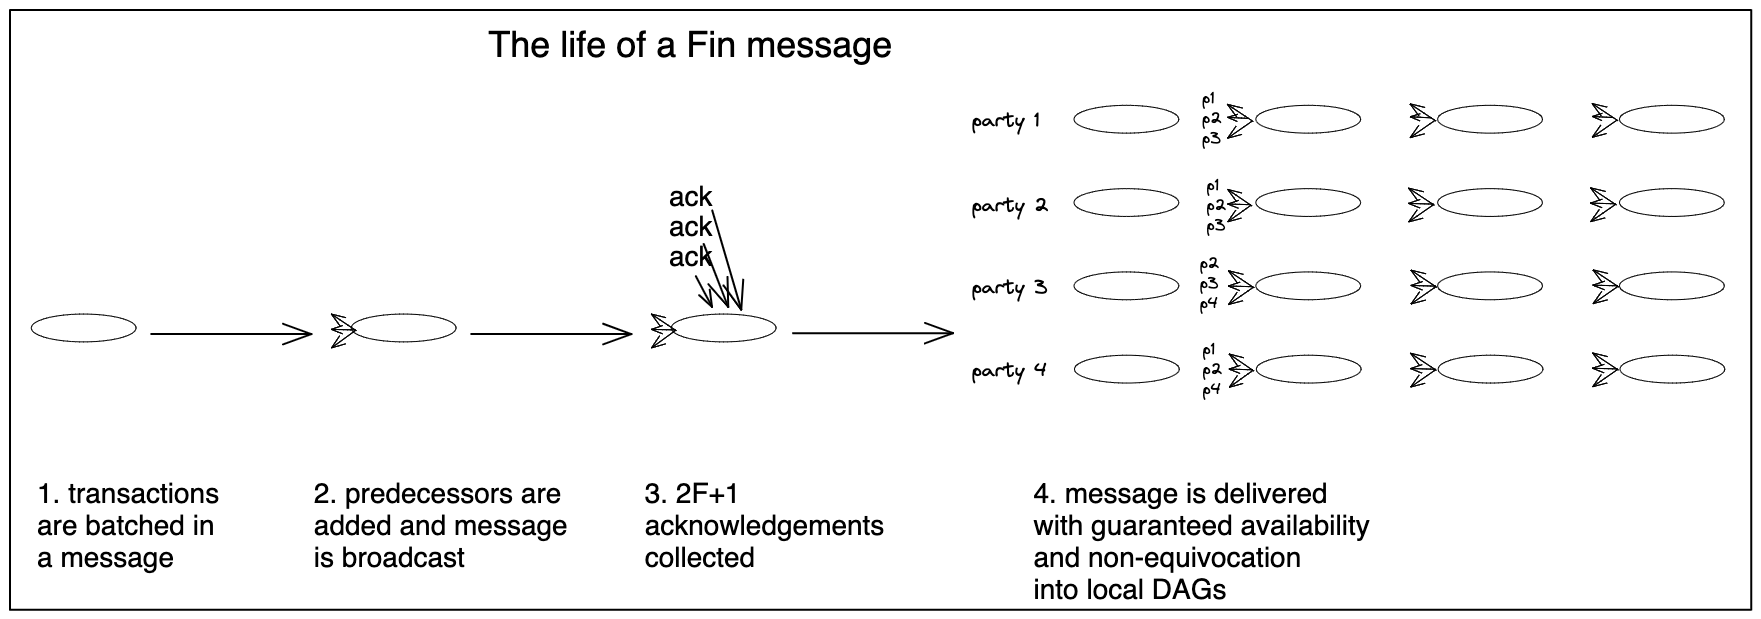 The life of a Fin message
ack
ack
ack
party 1
p1
p2
p3
party 2
p1
p2
p3
party 3
p2
p3
p4
party 4
p1
p2
p4
1. transactions
are batched in
a message
2. predecessors are
added and message
is broadcast
3. 2F+1
acknowledgements
collected
4. message is delivered
with guaranteed availability
and non-equivocation
into local DAGs